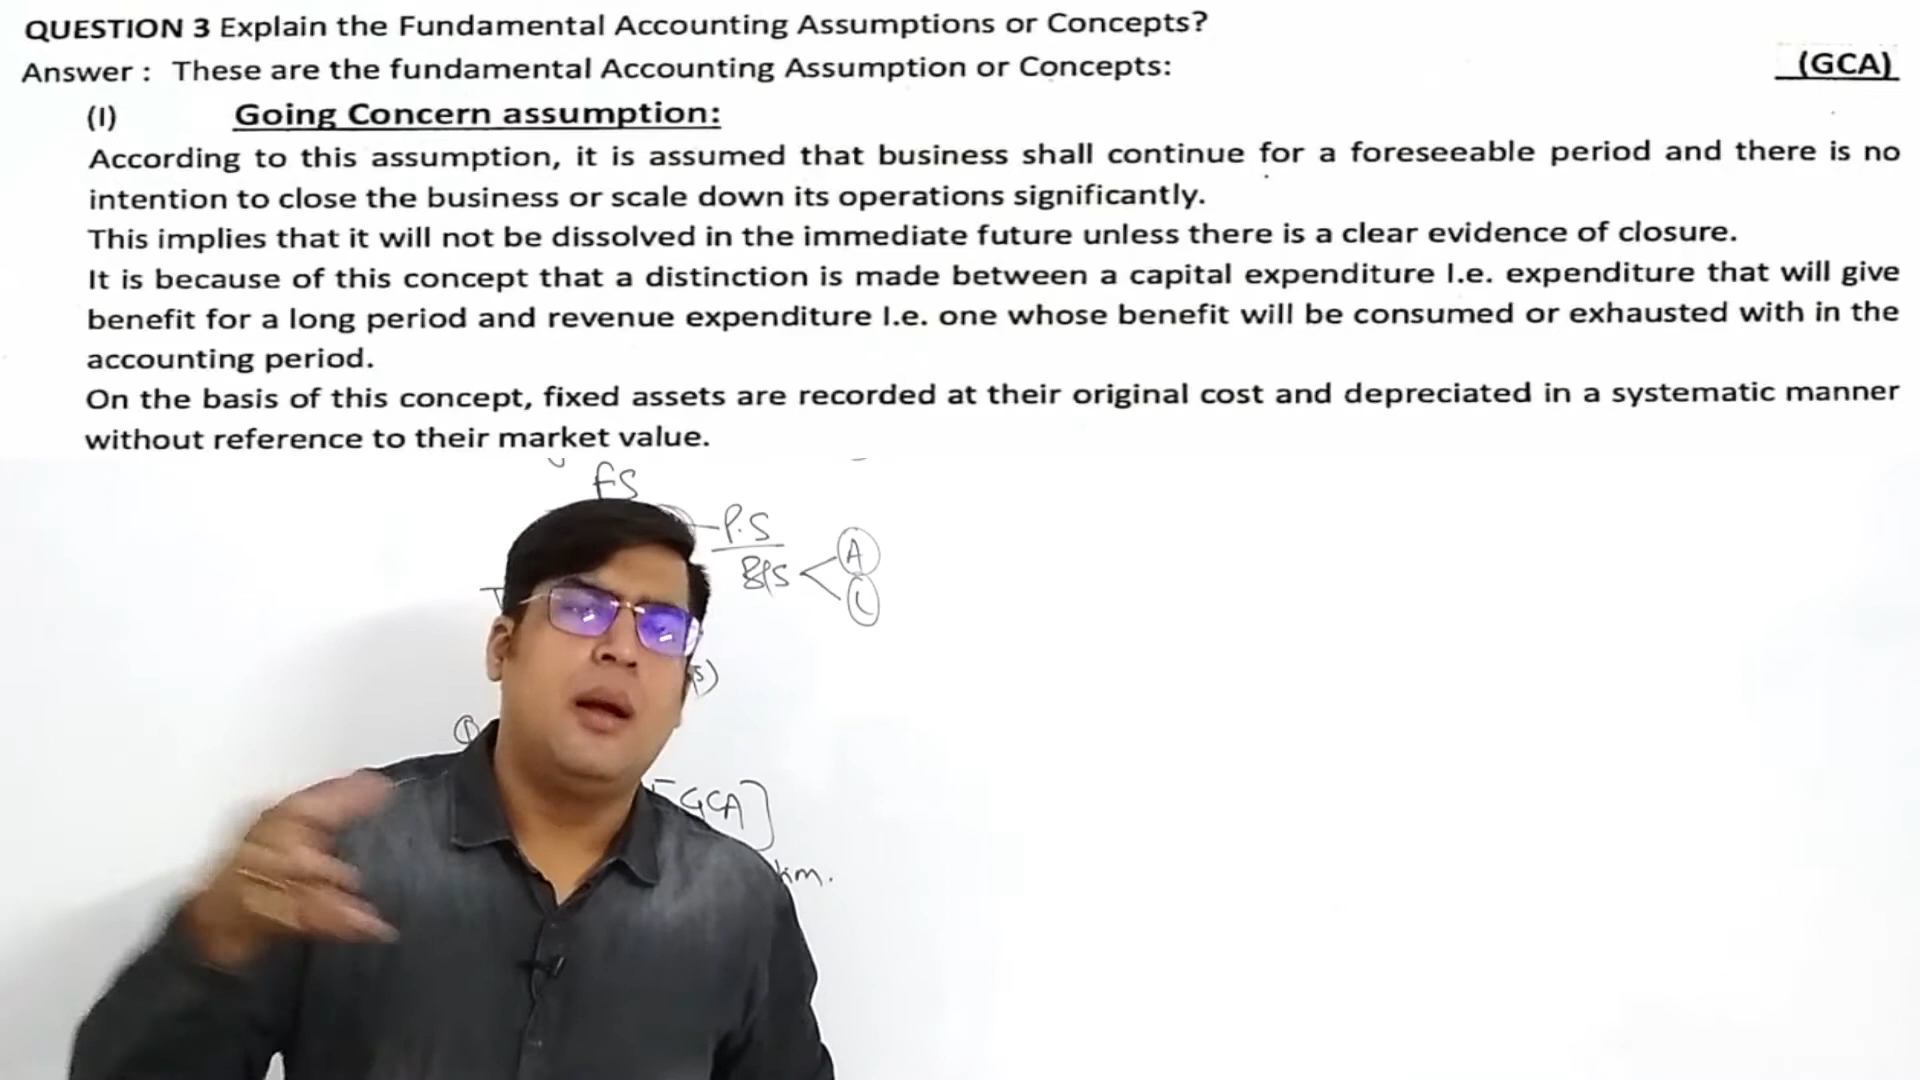 QUESTION 3 Explain the Fundamental Accounting Assumptions or Concepts?
Answer : These are the fundamental Accounting Assumption or Concepts:
(GCA)
(I) Going Concern assumption:
According to this assumption, it is assumed that business shall continue for a foreseeable period and there is no
intention to close the business or scale down its operations significantly.
This implies that it will not be dissolved in the immediate future unless there is a clear evidence of closure.
It is because of this concept that a distinction is made between a capital expenditure I.e. expenditure that will give
benefit for a long period and revenue expenditure I.e. one whose benefit will be consumed or exhausted with in the
accounting period.
On the basis of this concept, fixed assets are recorded at their original cost and depreciated in a systematic manner
without reference to their market value.
FS
P.S
A
B/S
L
GCA]
km.